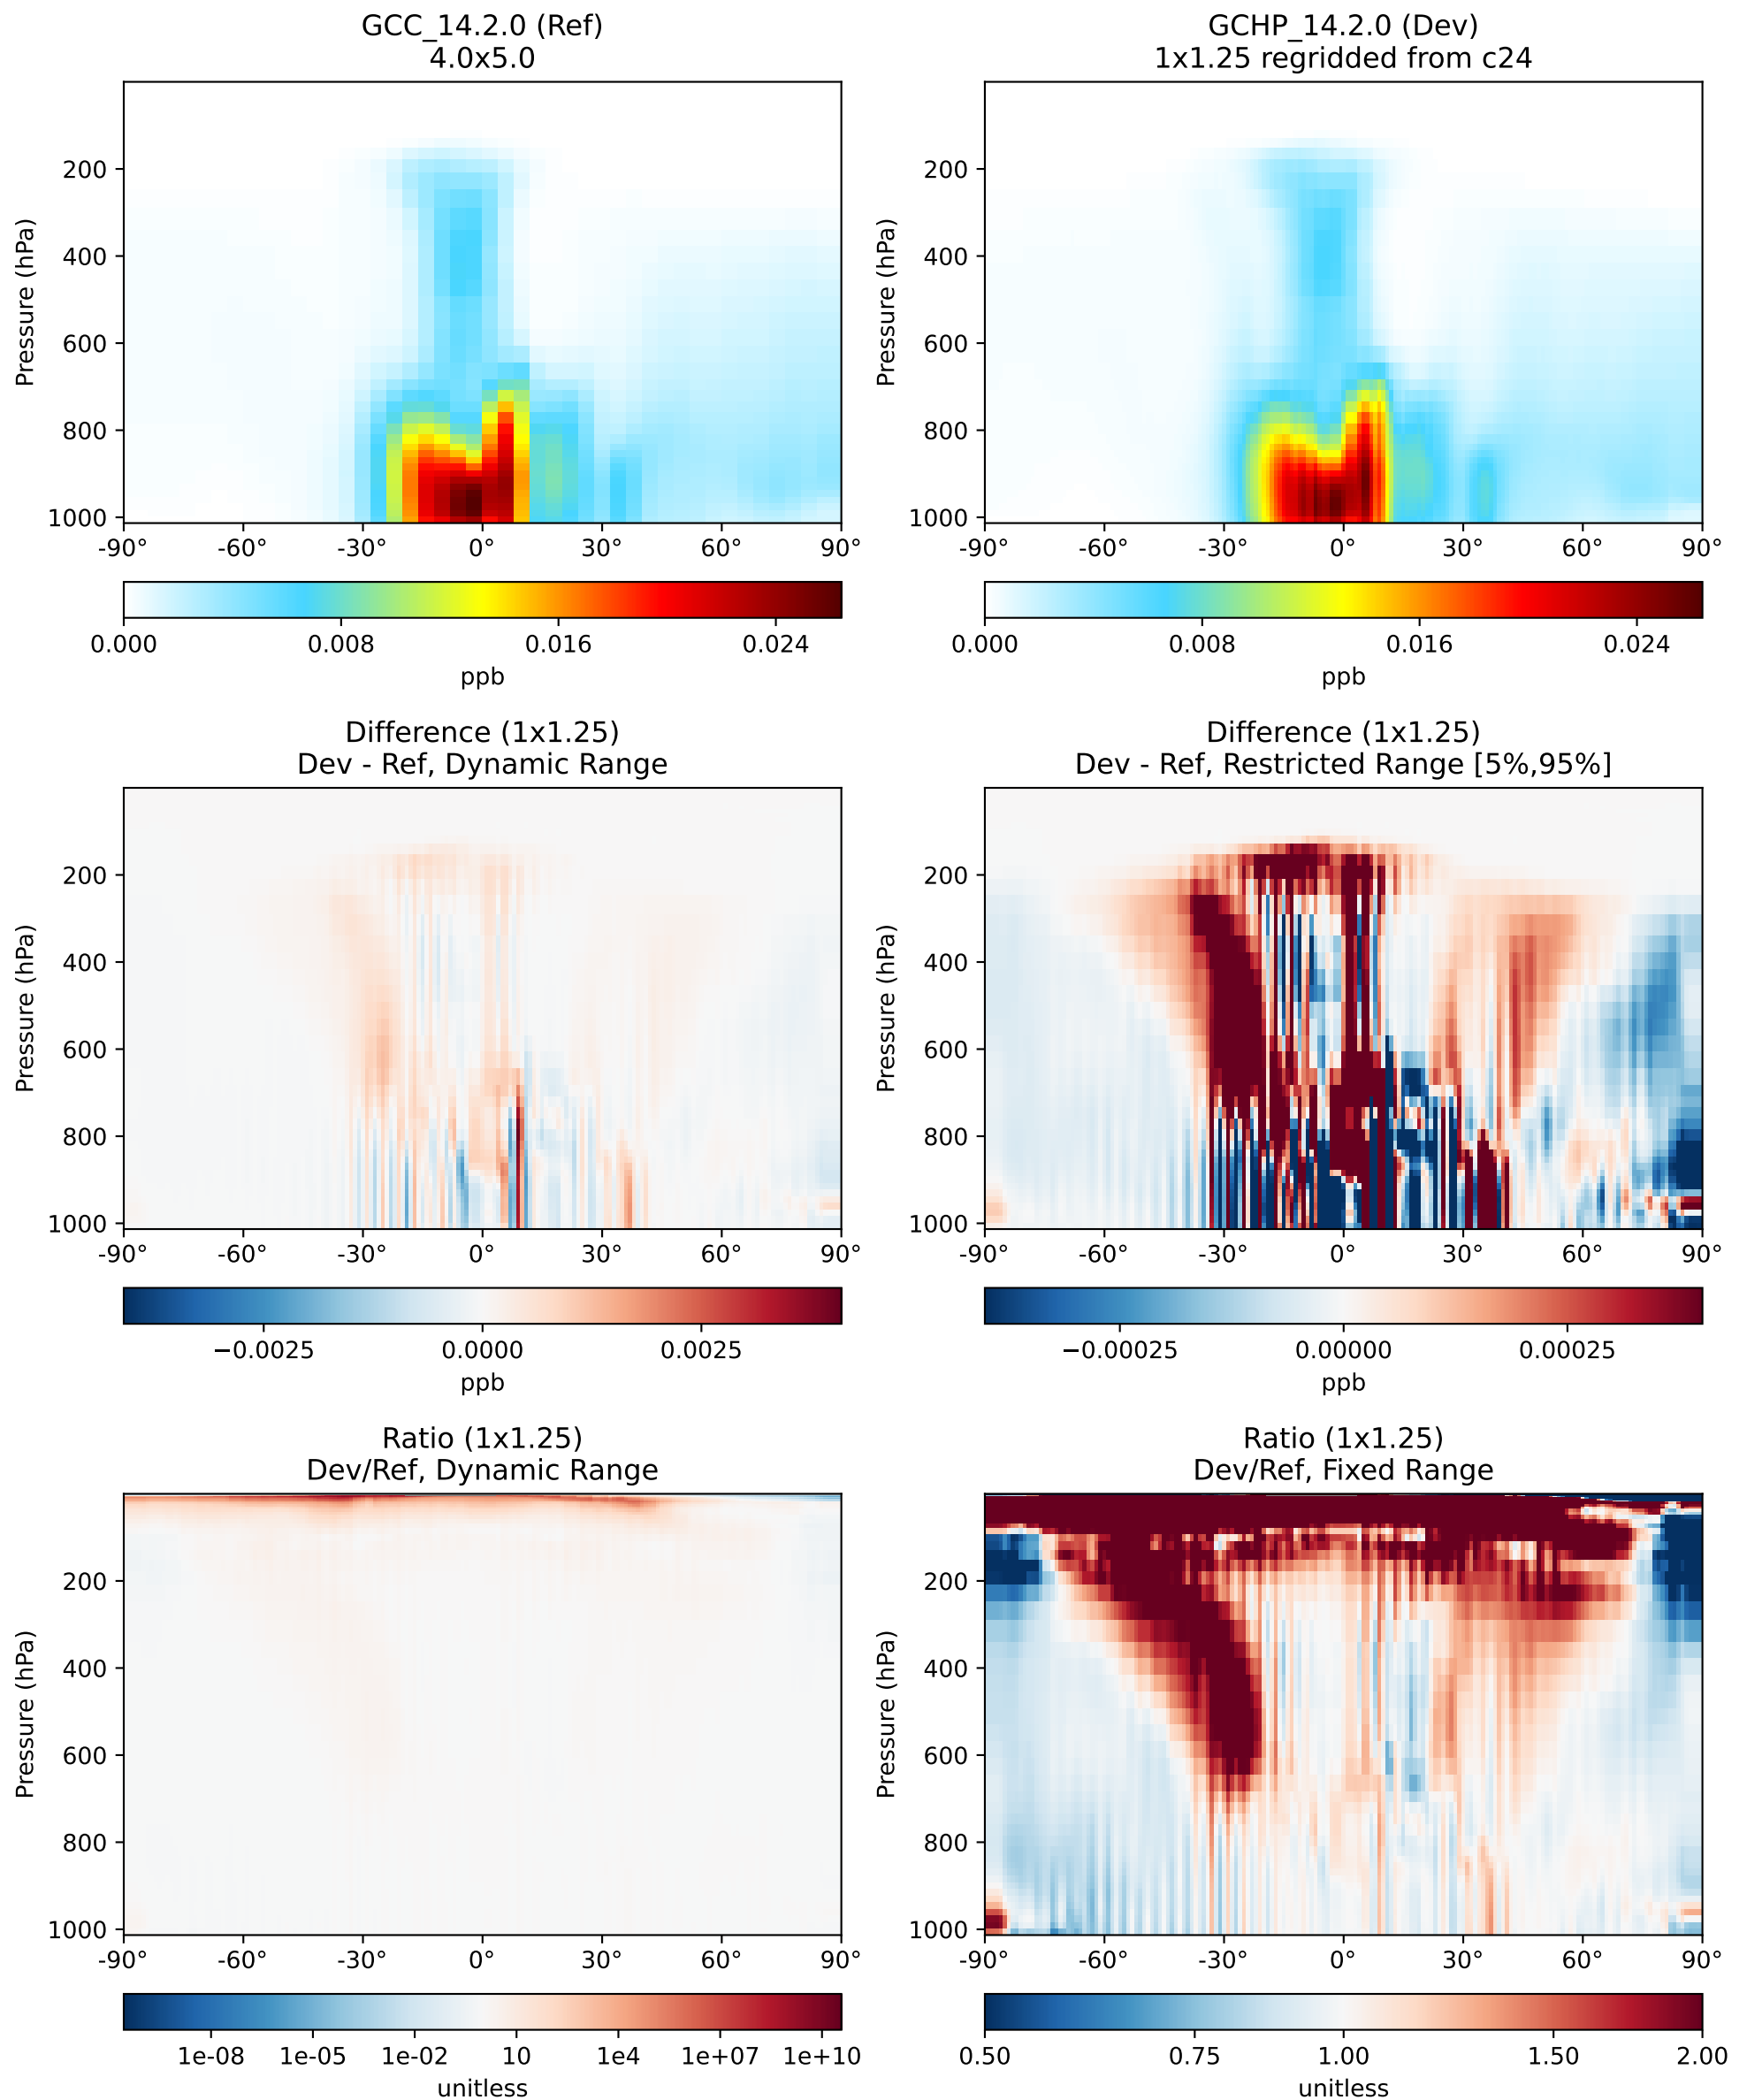 GCC_14.2.0 (Ref)
4.0x5.0
Pressure (hPa)
200
400
600
800
1000
-90° -60° -30° 0° 30° 60° 90°
0.000 0.008 0.016 0.024
ppb
GCHP_14.2.0 (Dev)
1x1.25 regridded from c24
Pressure (hPa)
200
400
600
800
1000
-90° -60° -30° 0° 30° 60° 90°
0.000 0.008 0.016 0.024
ppb
Difference (1x1.25)
Dev - Ref, Dynamic Range
Pressure (hPa)
200
400
600
800
1000
-90° -60° -30° 0° 30° 60° 90°
−0.0025 0.0000 0.0025
ppb
Difference (1x1.25)
Dev - Ref, Restricted Range [5%,95%]
Pressure (hPa)
200
400
600
800
1000
-90° -60° -30° 0° 30° 60° 90°
−0.00025 0.00000 0.00025
ppb
Ratio (1x1.25)
Dev/Ref, Dynamic Range
Pressure (hPa)
200
400
600
800
1000
-90° -60° -30° 0° 30° 60° 90°
1e-08 1e-05 1e-02 10 1e+04 1e+07 1e+10
unitless
Ratio (1x1.25)
Dev/Ref, Fixed Range
Pressure (hPa)
200
400
600
800
1000
-90° -60° -30° 0° 30° 60° 90°
0.50 0.75 1.00 1.50 2.00
unitless